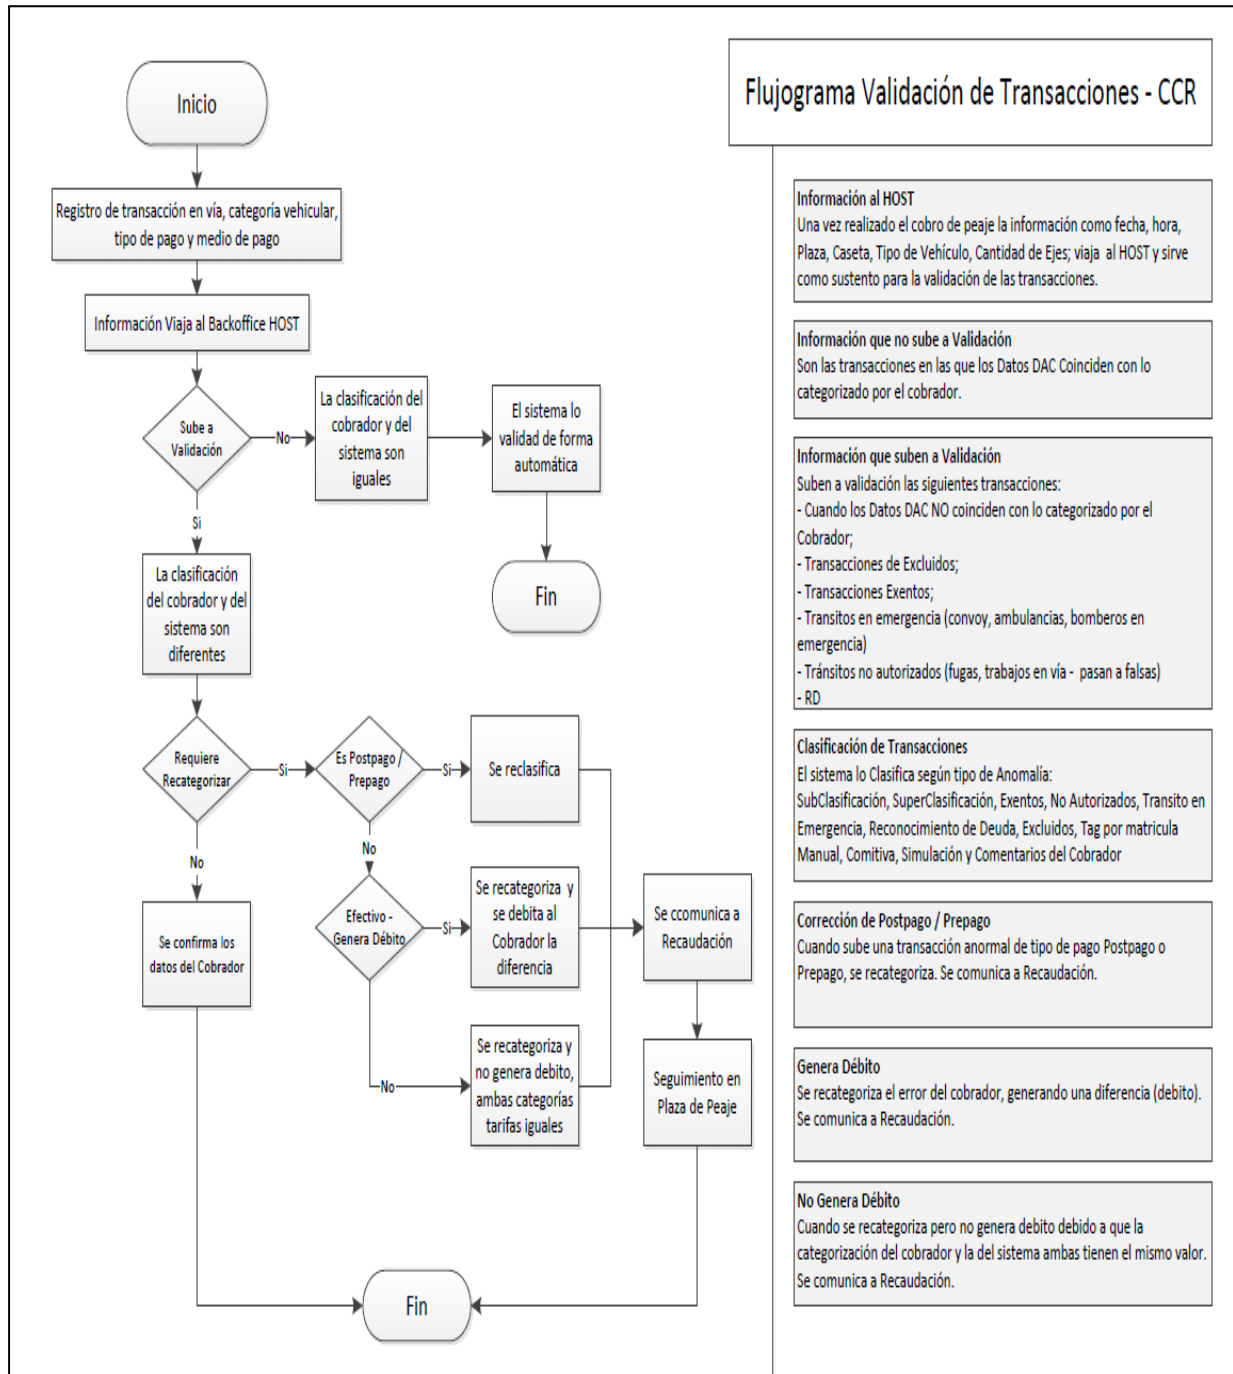 Flujograma Validación de Transacciones - CCR
Inicio
Registro de transacción en vía, categoría vehicular,
tipo de pago y medio de pago
Información Viaja al Backoffice HOST
Sube a
Validación
No
La clasificación del
cobrador y del
sistema son
iguales
El sistema lo
validad de forma
automática
Fin
Si
La clasificación
del cobrador y del
sistema son
diferentes
Requiere
Recategorizar
Si
Es Postpago /
Prepago
Si
Se reclasifica
No
No
Efectivo -
Genera Débito
Si
Se recategoriza y
se debita al
Cobrador la
diferencia
Se ccomunica a
Recaudación
Se confirma los
datos del Cobrador
No
Se recategoriza y
no genera debito,
ambas categorías
tarifas iguales
Seguimiento en
Plaza de Peaje
Fin
Información al HOST
Una vez realizado el cobro de peaje la información como fecha, hora,
Plaza, Caseta, Tipo de Vehículo, Cantidad de Ejes; viaja al HOST y sirve
como sustento para la validación de las transacciones.
Información que no sube a Validación
Son las transacciones en las que los Datos DAC Coinciden con lo
categorizado por el cobrador.
Información que suben a Validación
Suben a validación las siguientes transacciones:
- Cuando los Datos DAC NO coinciden con lo categorizado por el
Cobrador;
- Transacciones de Excluidos;
- Transacciones Exentos;
- Transitos en emergencia (convoy, ambulancias, bomberos en
emergencia)
- Tránsitos no autorizados (fugas, trabajos en vía - pasan a falsas)
- RD
Clasificación de Transacciones
El sistema lo Clasifica según tipo de Anomalía:
SubClasificación, SuperClasificación, Exentos, No Autorizados, Transito en
Emergencia, Reconocimiento de Deuda, Excluidos, Tag por matricula
Manual, Comitiva, Simulación y Comentarios del Cobrador
Corrección de Postpago / Prepago
Cuando sube una transacción anormal de tipo de pago Postpago o
Prepago, se recategoriza. Se comunica a Recaudación.
Genera Débito
Se recategoriza el error del cobrador, generando una diferencia (debito).
Se comunica a Recaudación.
No Genera Débito
Cuando se recategoriza pero no genera debito debido a que la
categorización del cobrador y la del sistema ambas tienen el mismo valor.
Se comunica a Recaudación.